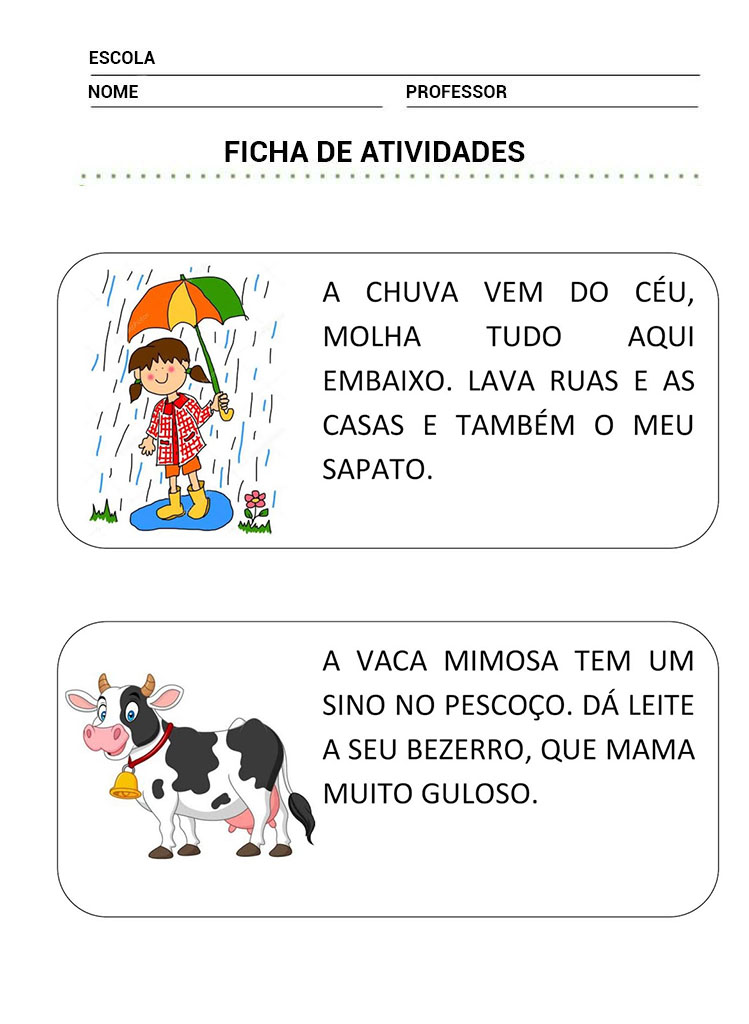 ESCOLA
NOME PROFESSOR
FICHA DE ATIVIDADES
A CHUVA VEM DO CÉU,
MOLHA TUDO AQUI
EMBAIXO. LAVA RUAS E AS
CASAS E TAMBÉM O MEU
SAPATO.
A VACA MIMOSA TEM UM
SINO NO PESCOÇO. DÁ LEITE
A SEU BEZERRO, QUE MAMA
MUITO GULOSO.